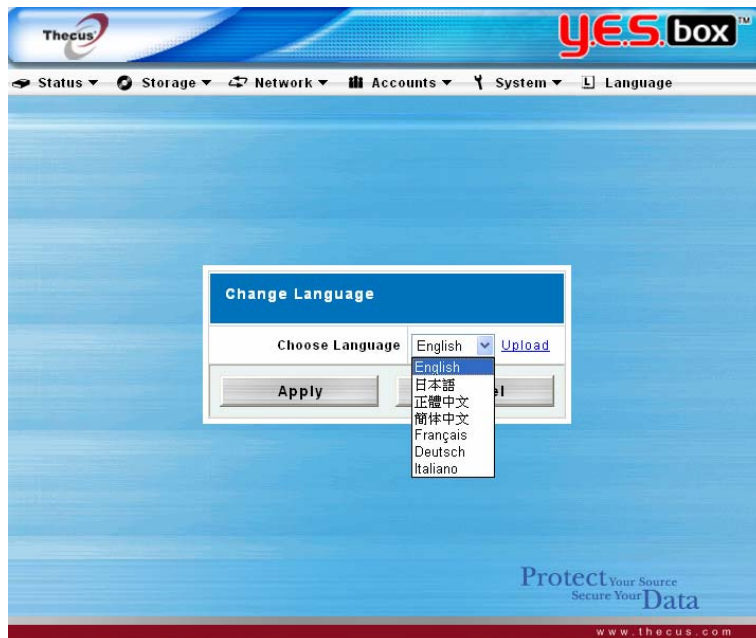 Thecus
Y.E.S.box™
Status
Storage
Network
Accounts
System
L Language
Change Language
Choose Language English Upload
English
日本語
正體中文
簡体中文
Français
Deutsch
Italiano
Apply
el
Protect Your Source
Secure Your Data
www.thecus.com